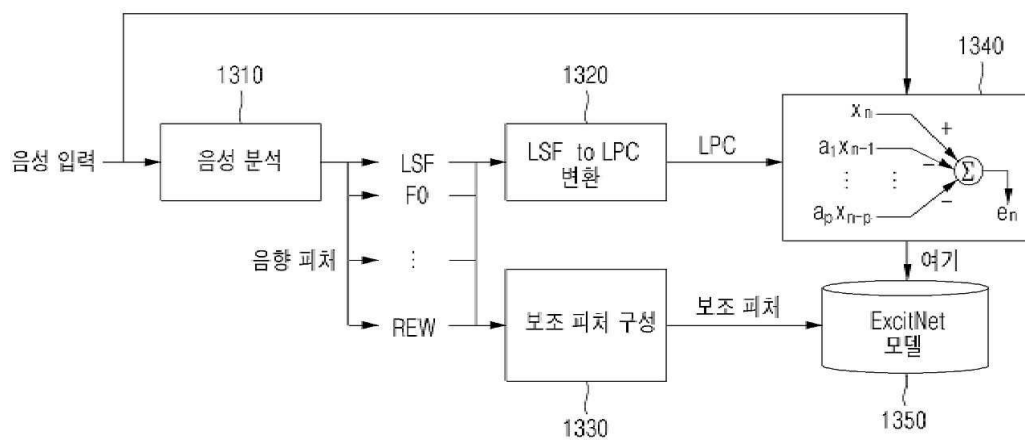 1310
1320
1340
음성 입력
음성 분석
LSF
F0
⋮
REW
음향 피처
LSF to LPC
변환
LPC
xₙ
+
a₁xₙ₋₁
−
⋮ ⋮
Σ
aₚxₙ₋ₚ
−
eₙ
여기
보조 피처 구성
보조 피처
ExcitNet
모델
1330
1350